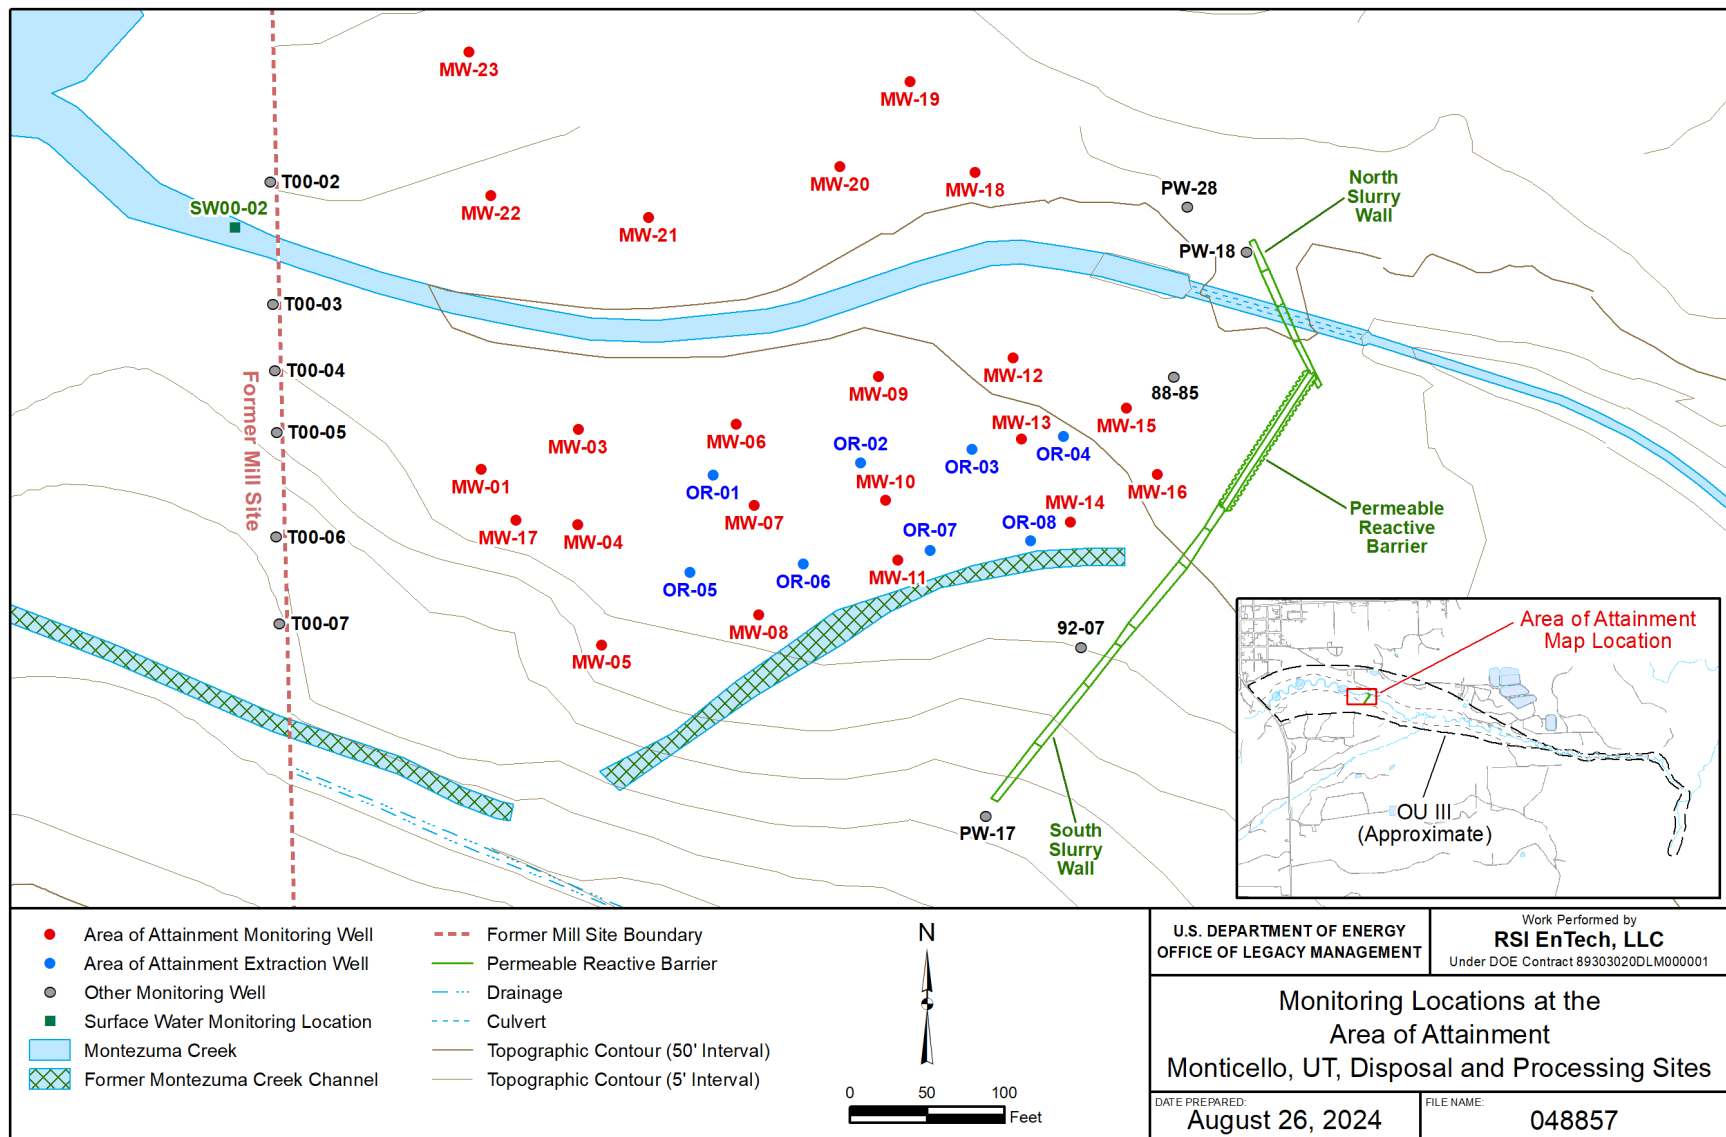 MW-23
MW-19
T00-02
MW-20
MW-18
PW-28
North
Slurry
Wall
SW00-02
MW-22
MW-21
PW-18
T00-03
T00-04
Former Mill Site
MW-12
MW-09
88-85
MW-15
T00-05
MW-03
MW-06
MW-13
OR-02
OR-03
OR-04
MW-01
OR-01
MW-10
MW-16
MW-14
Permeable
Reactive
Barrier
MW-17
MW-04
MW-07
OR-07
OR-08
T00-06
OR-05
OR-06
MW-11
T00-07
MW-08
92-07
MW-05
PW-17
South
Slurry
Wall
Area of Attainment
Map Location
OU III
(Approximate)
Area of Attainment Monitoring Well
Area of Attainment Extraction Well
Other Monitoring Well
Surface Water Monitoring Location
Montezuma Creek
Former Montezuma Creek Channel
Former Mill Site Boundary
Permeable Reactive Barrier
Drainage
Culvert
Topographic Contour (50' Interval)
Topographic Contour (5' Interval)
N
0 50 100
Feet
U.S. DEPARTMENT OF ENERGY
OFFICE OF LEGACY MANAGEMENT
Work Performed by
RSI EnTech, LLC
Under DOE Contract 89303020DLM000001
Monitoring Locations at the
Area of Attainment
Monticello, UT, Disposal and Processing Sites
DATE PREPARED:
August 26, 2024
FILE NAME:
048857